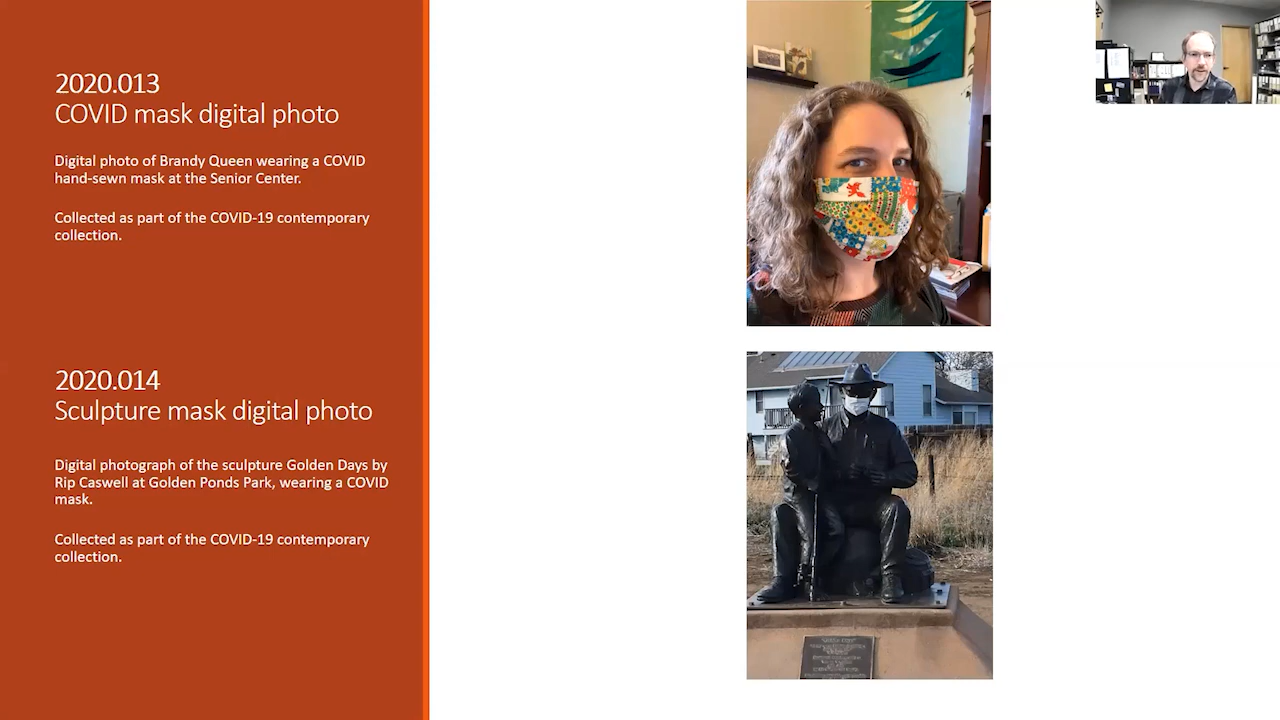 2020.013
COVID mask digital photo
Digital photo of Brandy Queen wearing a COVID
hand-sewn mask at the Senior Center.
Collected as part of the COVID-19 contemporary
collection.
2020.014
Sculpture mask digital photo
Digital photograph of the sculpture Golden Days by
Rip Caswell at Golden Ponds Park, wearing a COVID
mask.
Collected as part of the COVID-19 contemporary
collection.